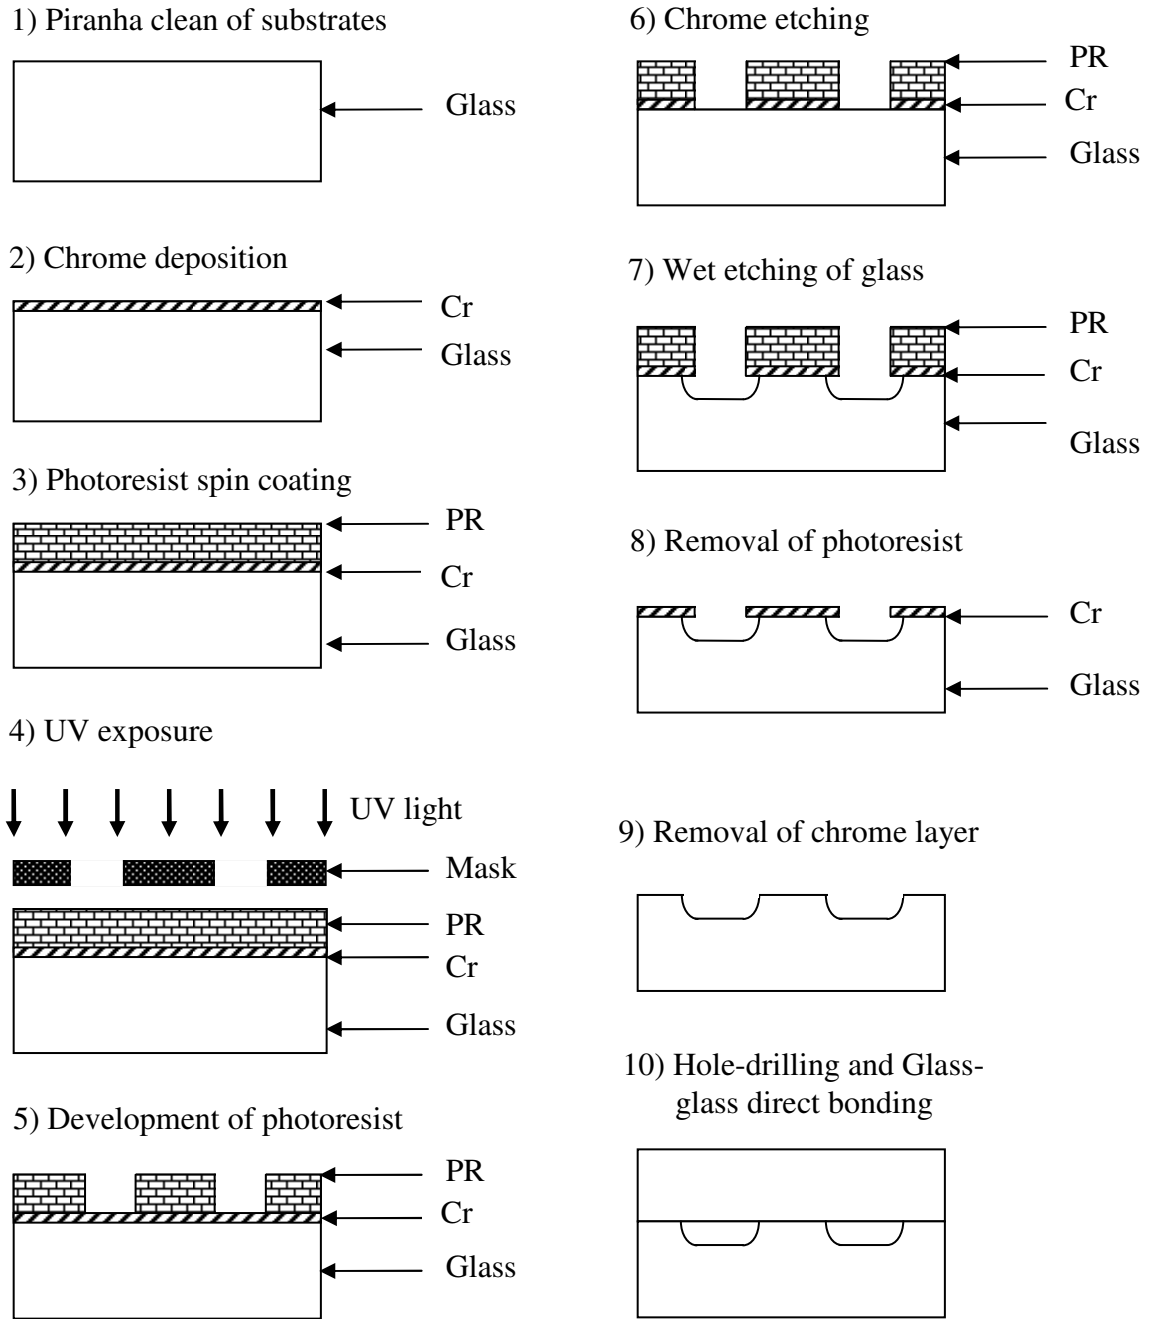 1) Piranha clean of substrates
Glass
2) Chrome deposition
Cr
Glass
3) Photoresist spin coating
PR
Cr
Glass
4) UV exposure
UV light
Mask
PR
Cr
Glass
5) Development of photoresist
PR
Cr
Glass
6) Chrome etching
PR
Cr
Glass
7) Wet etching of glass
PR
Cr
Glass
8) Removal of photoresist
Cr
Glass
9) Removal of chrome layer
10) Hole-drilling and Glass-
glass direct bonding